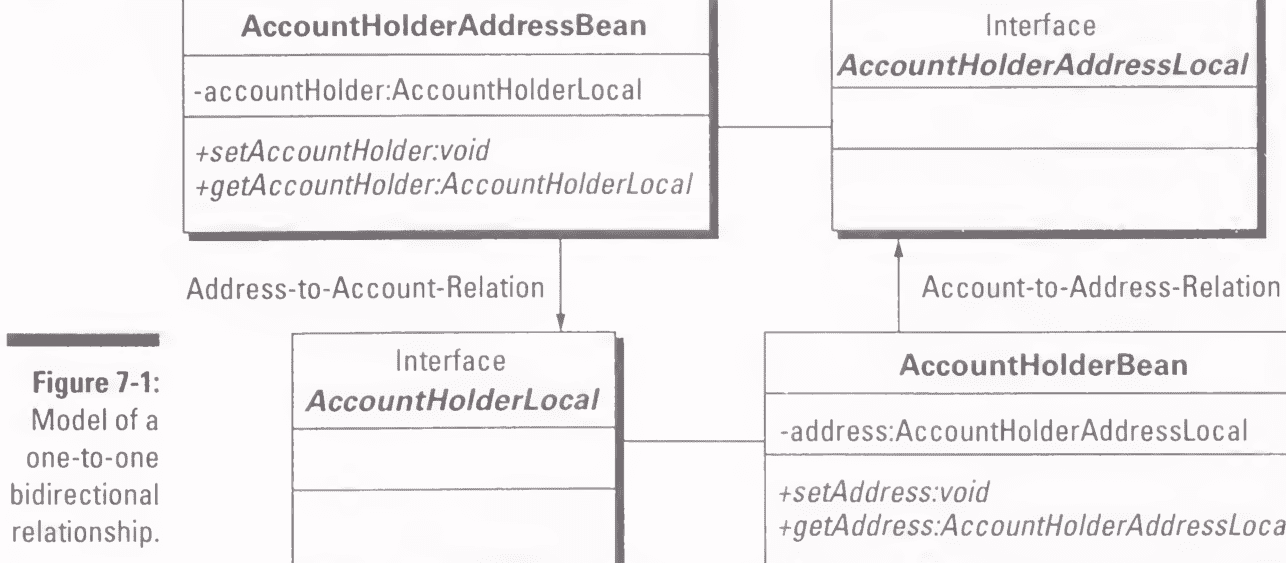 AccountHolderAddressBean
-accountHolder:AccountHolderLocal
+setAccountHolder:void
+getAccountHolder:AccountHolderLocal
Interface
AccountHolderAddressLocal
Address-to-Account-Relation
Account-to-Address-Relation
Interface
AccountHolderLocal
AccountHolderBean
-address:AccountHolderAddressLocal
+setAddress:void
+getAddress:AccountHolderAddressLoca
Figure 7-1:
Model of a
one-to-one
bidirectional
relationship.